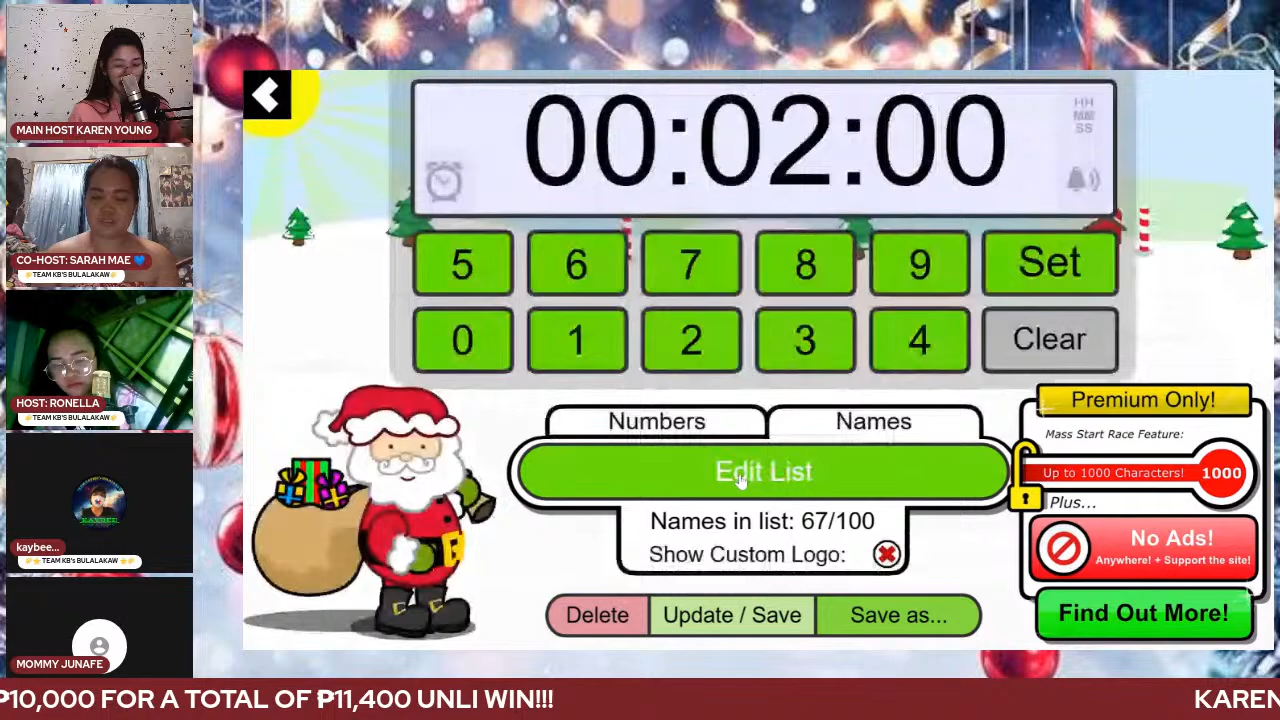 MAIN HOST KAREN YOUNG
CO-HOST: SARAH MAE 💙
TEAM KB'S BULALAKAW
HOST: RONELLA
TEAM KB'S BULALAKAW
KAYBEE
kaybee...
TEAM KB'S BULALAKAW
MOMMY JUNAFE
00:02:00
HH
MM
SS
5 6 7 8 9 Set
0 1 2 3 4 Clear
Numbers Names
Edit List
Names in list: 67/100
Show Custom Logo:
Delete Update / Save Save as...
Premium Only!
Mass Start Race Feature:
Up to 1000 Characters! 1000
Plus...
No Ads!
Anywhere! + Support the site!
Find Out More!
₱10,000 FOR A TOTAL OF ₱11,400 UNLI WIN!!! KAREN